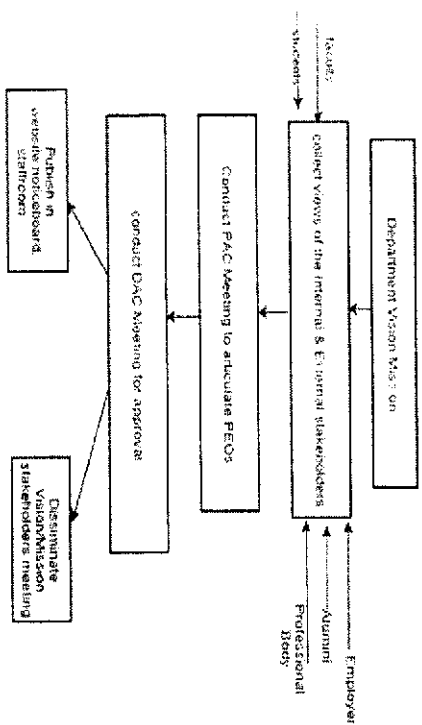 Department Vision Mission
faculty
students
collect views of the Internal & External stakeholders
Employer
Alumni
Professional
Body
Conduct PAC Meeting to articulate PEOs
conduct DAC Meeting for approval
Publish in
website noticeboard,
staffroom
Dissiminate
Vision/Mission
stakeholders meeting